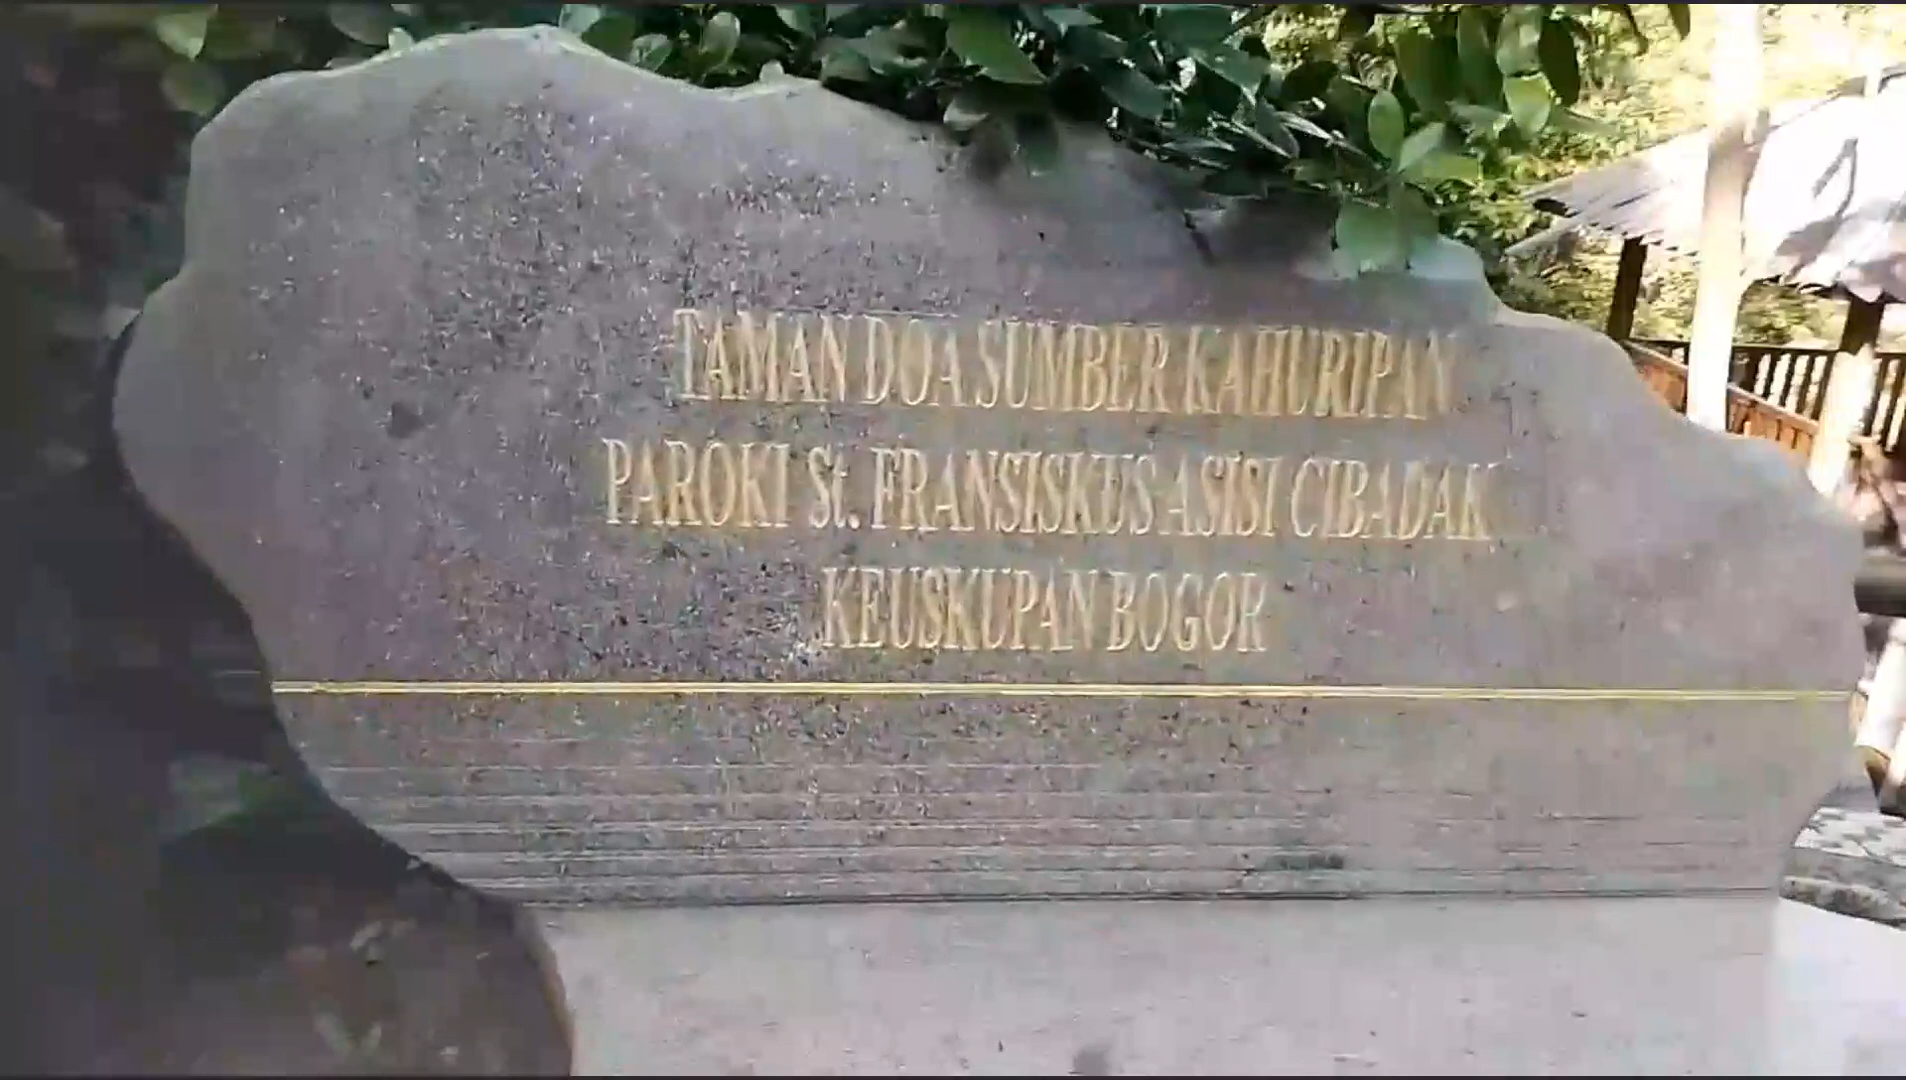 TAMAN DOA SUMBER KAHURIPAN
PAROKI St. FRANSISKUS ASISI CIBADAK
KEUSKUPAN BOGOR